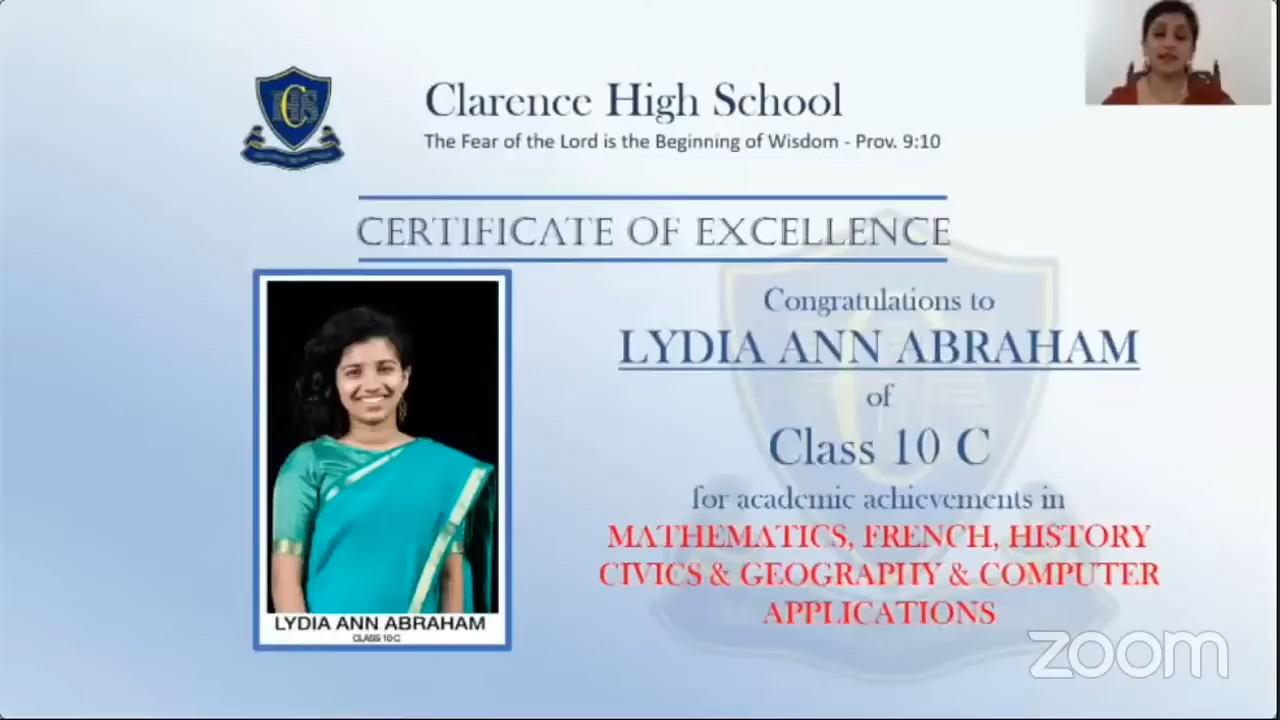 Clarence High School
The Fear of the Lord is the Beginning of Wisdom - Prov. 9:10
CERTIFICATE OF EXCELLENCE
Congratulations to
LYDIA ANN ABRAHAM
of
Class 10 C
for academic achievements in
MATHEMATICS, FRENCH, HISTORY
CIVICS & GEOGRAPHY & COMPUTER
APPLICATIONS
LYDIA ANN ABRAHAM
CLASS 10 C
zoom